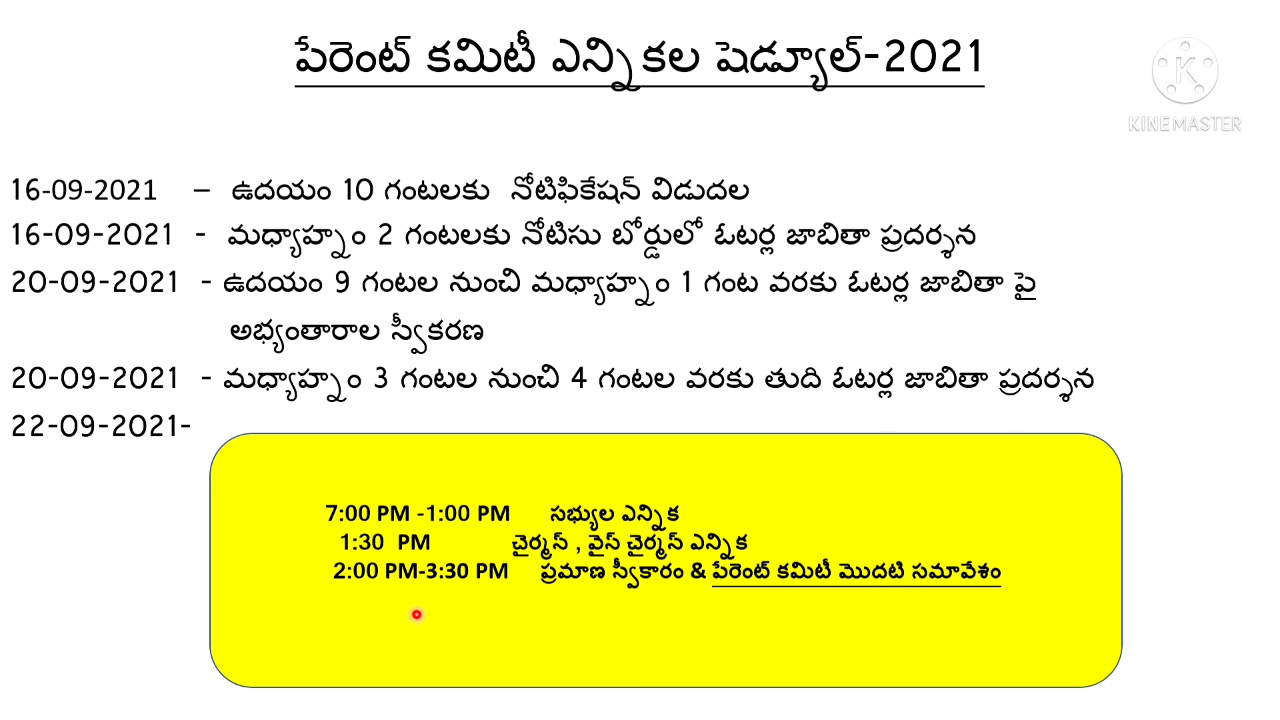 పేరెంట్ కమిటీ ఎన్నికల షెడ్యూల్-2021
KINEMASTER
16-09-2021 – ఉదయం 10 గంటలకు నోటిఫికేషన్ విడుదల
16-09-2021 - మధ్యాహ్నం 2 గంటలకు నోటిసు బోర్డులో ఓటర్ల జాబితా ప్రదర్శన
20-09-2021 - ఉదయం 9 గంటల నుంచి మధ్యాహ్నం 1 గంట వరకు ఓటర్ల జాబితా పై
అభ్యంతారాల స్వీకరణ
20-09-2021 - మధ్యాహ్నం 3 గంటల నుంచి 4 గంటల వరకు తుది ఓటర్ల జాబితా ప్రదర్శన
22-09-2021-
7:00 PM -1:00 PM సభ్యుల ఎన్నిక
1:30 PM చైర్మస్ , వైస్ చైర్మస్ ఎన్నిక
2:00 PM-3:30 PM ప్రమాణ స్వీకారం & పేరెంట్ కమిటీ మొదటి సమావేశం